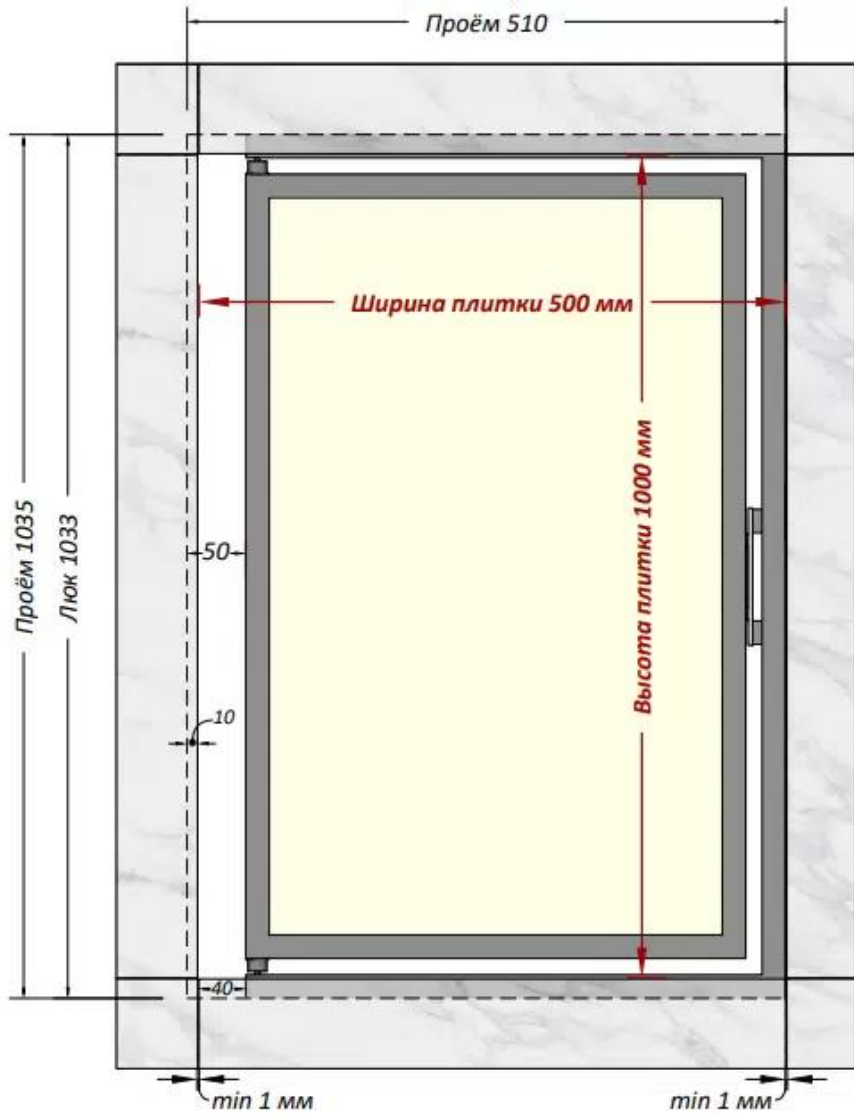 Проём 510
Ширина плитки 500 мм
Высота плитки 1000 мм
Проём 1035
Люк 1033
50
10
40
min 1 мм
min 1 мм